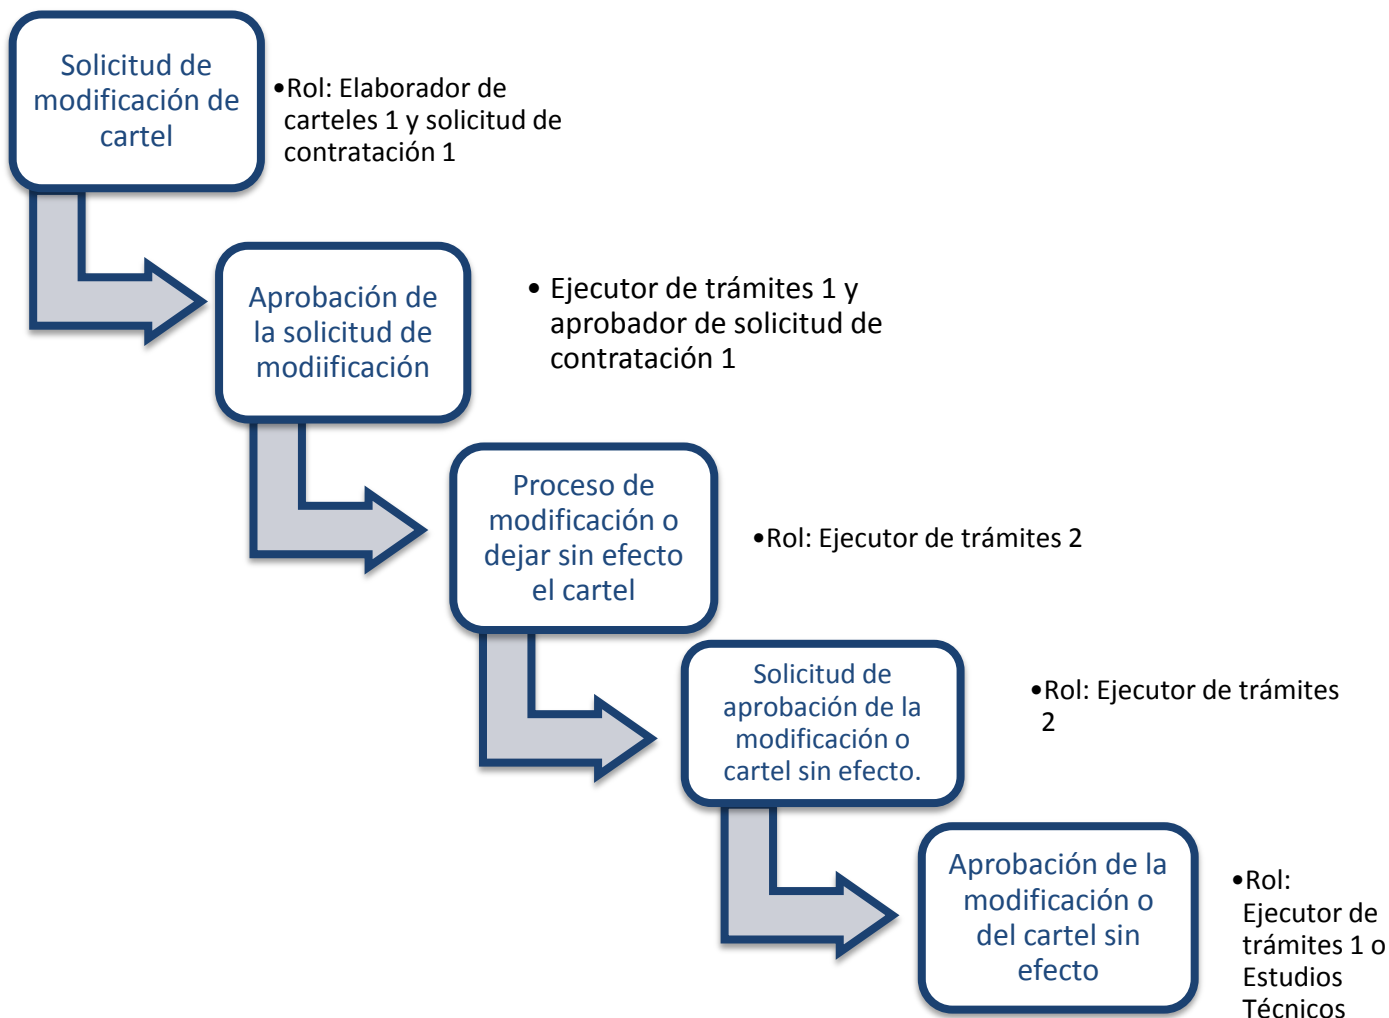 Solicitud de
modificación de
cartel
•Rol: Elaborador de
carteles 1 y solicitud de
contratación 1
Aprobación de
la solicitud de
modiificación
• Ejecutor de trámites 1 y
aprobador de solicitud de
contratación 1
Proceso de
modificación o
dejar sin efecto
el cartel
•Rol: Ejecutor de trámites 2
Solicitud de
aprobación de la
modificación o
cartel sin efecto.
•Rol: Ejecutor de trámites
2
Aprobación de la
modificación o
del cartel sin
efecto
•Rol:
Ejecutor de
trámites 1 o
Estudios
Técnicos